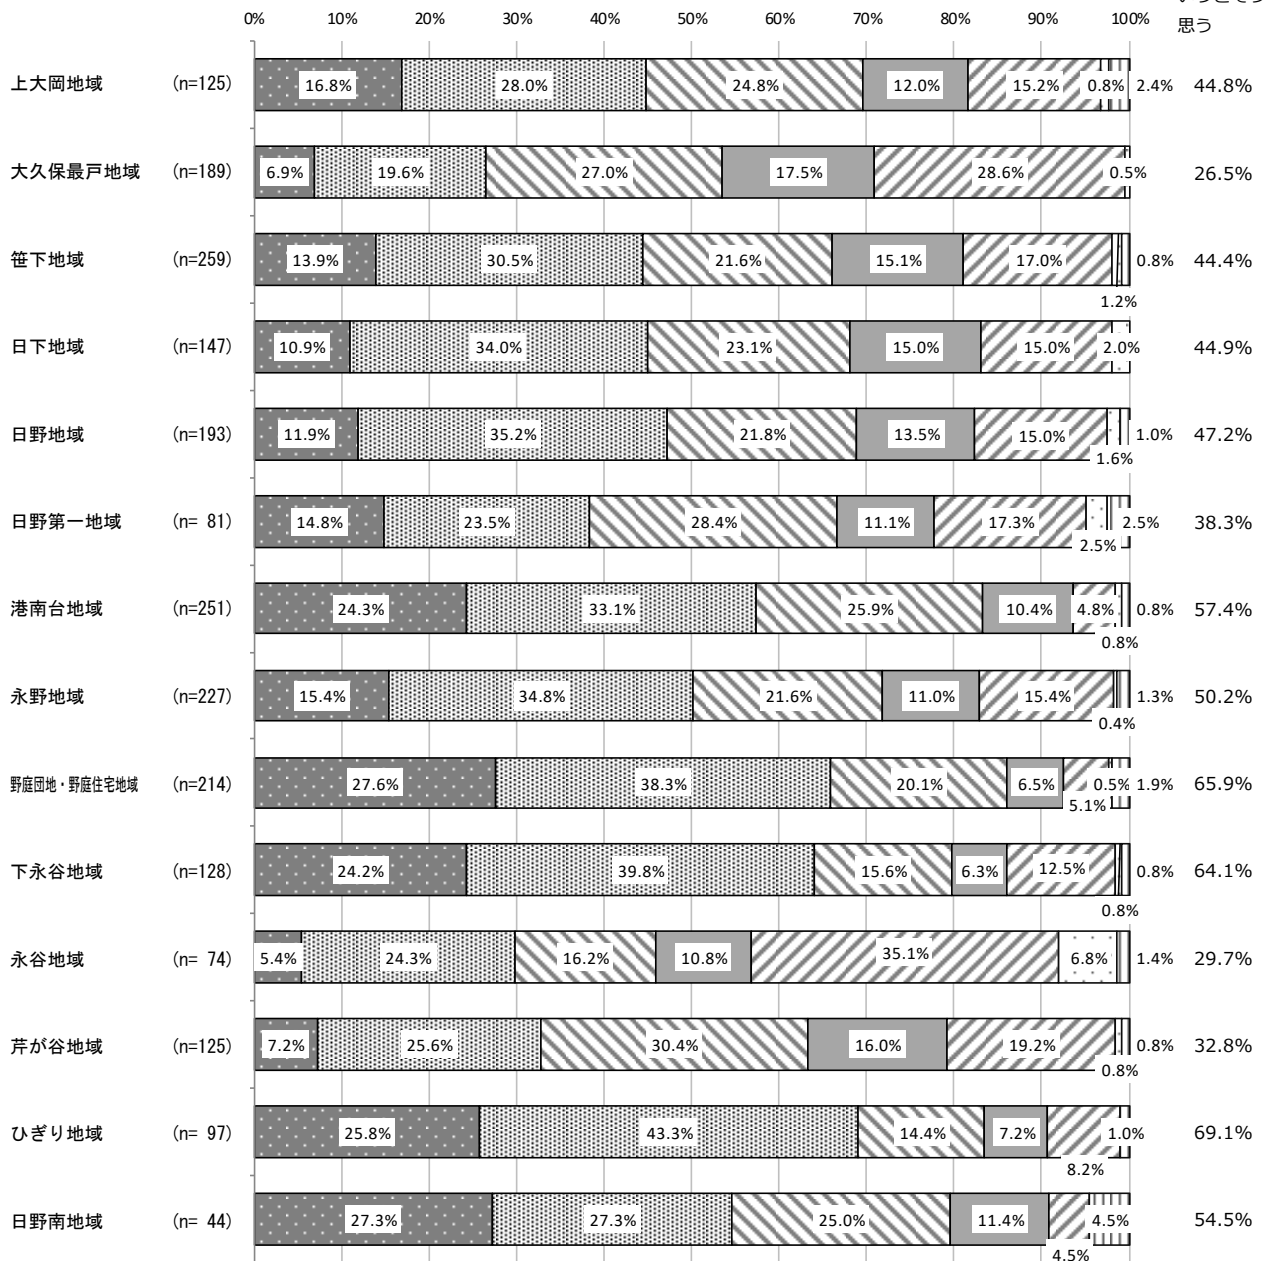 0% 10% 20% 30% 40% 50% 60% 70% 80% 90% 100%
思う
上大岡地域 (n=125) 16.8% 28.0% 24.8% 12.0% 15.2% 0.8% 2.4% 44.8%
大久保最戸地域 (n=189) 6.9% 19.6% 27.0% 17.5% 28.6% 0.5% 26.5%
笹下地域 (n=259) 13.9% 30.5% 21.6% 15.1% 17.0% 0.8% 44.4%
1.2%
日下地域 (n=147) 10.9% 34.0% 23.1% 15.0% 15.0% 2.0% 44.9%
日野地域 (n=193) 11.9% 35.2% 21.8% 13.5% 15.0% 1.0% 47.2%
1.6%
日野第一地域 (n= 81) 14.8% 23.5% 28.4% 11.1% 17.3% 2.5% 38.3%
2.5%
港南台地域 (n=251) 24.3% 33.1% 25.9% 10.4% 4.8% 0.8% 57.4%
0.8%
永野地域 (n=227) 15.4% 34.8% 21.6% 11.0% 15.4% 1.3% 50.2%
0.4%
野庭団地・野庭住宅地域 (n=214) 27.6% 38.3% 20.1% 6.5% 0.5% 1.9% 65.9%
5.1%
下永谷地域 (n=128) 24.2% 39.8% 15.6% 6.3% 12.5% 0.8% 64.1%
0.8%
永谷地域 (n= 74) 5.4% 24.3% 16.2% 10.8% 35.1% 6.8% 1.4% 29.7%
芹が谷地域 (n=125) 7.2% 25.6% 30.4% 16.0% 19.2% 0.8% 32.8%
0.8%
ひぎり地域 (n= 97) 25.8% 43.3% 14.4% 7.2% 1.0% 69.1%
8.2%
日野南地域 (n= 44) 27.3% 27.3% 25.0% 11.4% 4.5% 54.5%
4.5%